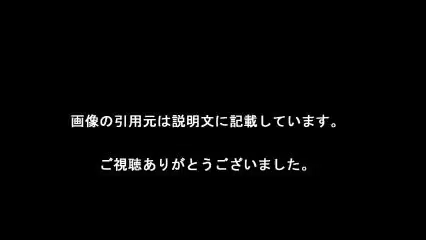 画像の引用元は説明文に記載しています。
ご視聴ありがとうございました。